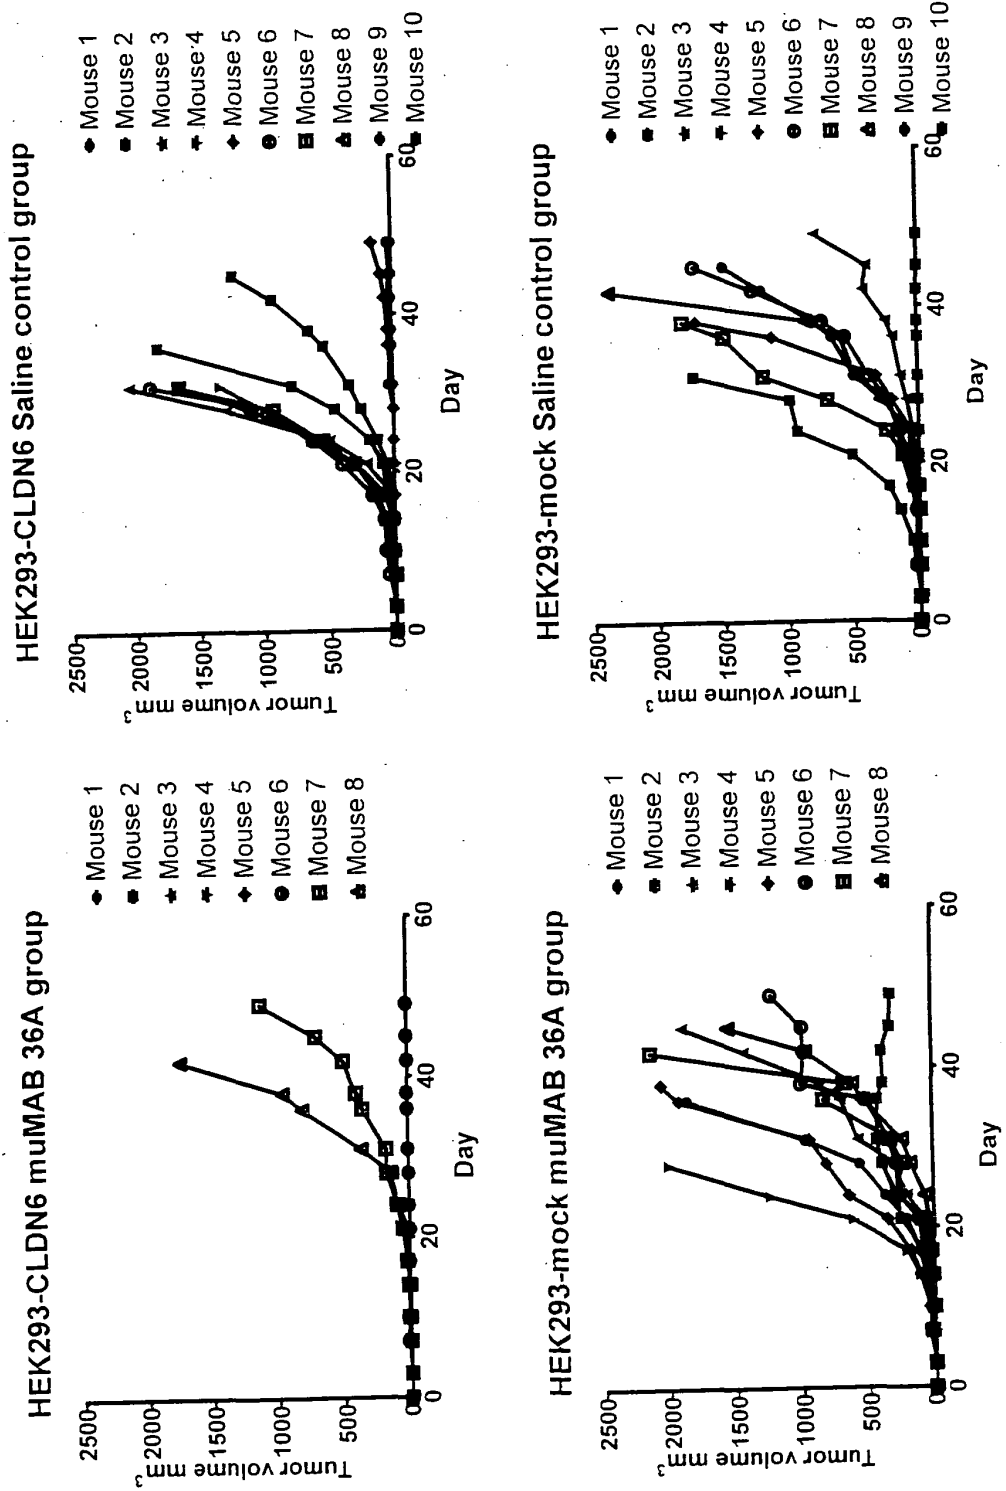 HEK293-CLDN6 muMAB 36A group
Tumor volume mm³
2500
2000
1500
1000
500
0
0
20
40
60
Day
Mouse 1
Mouse 2
Mouse 3
Mouse 4
Mouse 5
Mouse 6
Mouse 7
Mouse 8
HEK293-CLDN6 Saline control group
Tumor volume mm³
2500
2000
1500
1000
500
0
0
20
40
60
Day
Mouse 1
Mouse 2
Mouse 3
Mouse 4
Mouse 5
Mouse 6
Mouse 7
Mouse 8
Mouse 9
Mouse 10
HEK293-mock muMAB 36A group
Tumor volume mm³
2500
2000
1500
1000
500
0
0
20
40
60
Day
Mouse 1
Mouse 2
Mouse 3
Mouse 4
Mouse 5
Mouse 6
Mouse 7
Mouse 8
HEK293-mock Saline control group
Tumor volume mm³
2500
2000
1500
1000
500
0
0
20
40
60
Day
Mouse 1
Mouse 2
Mouse 3
Mouse 4
Mouse 5
Mouse 6
Mouse 7
Mouse 8
Mouse 9
Mouse 10